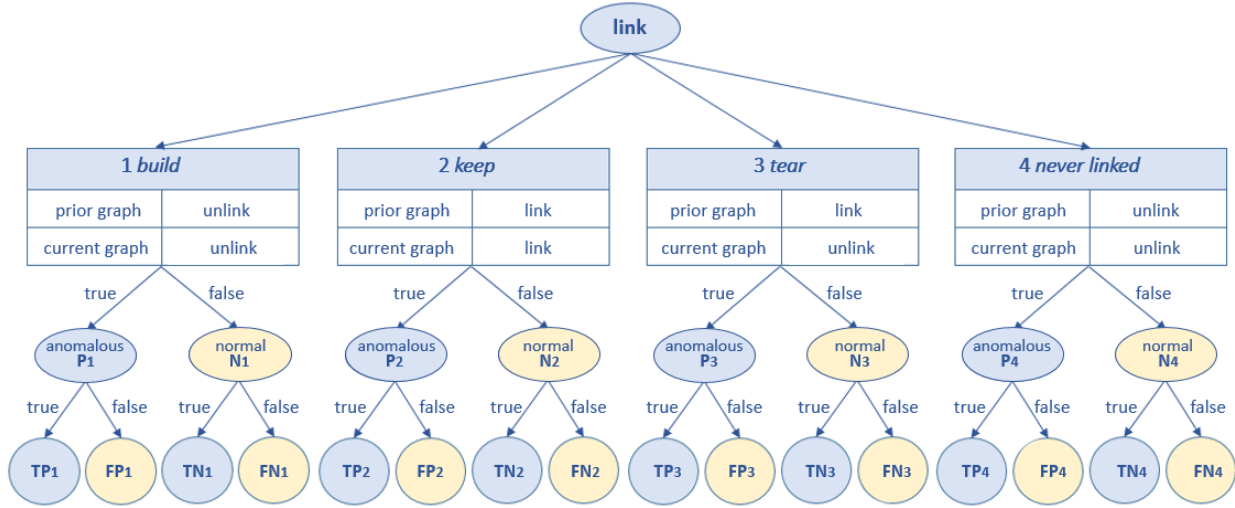 link
1 build 2 keep 3 tear 4 never linked
prior graph unlink prior graph link prior graph link prior graph unlink
current graph unlink current graph link current graph unlink current graph unlink
true false true false true false true false
anomalous normal anomalous normal anomalous normal anomalous normal
P1 N1 P2 N2 P3 N3 P4 N4
true false true false true false true false true false true false true false true false
TP1 FP1 TN1 FN1 TP2 FP2 TN2 FN2 TP3 FP3 TN3 FN3 TP4 FP4 TN4 FN4